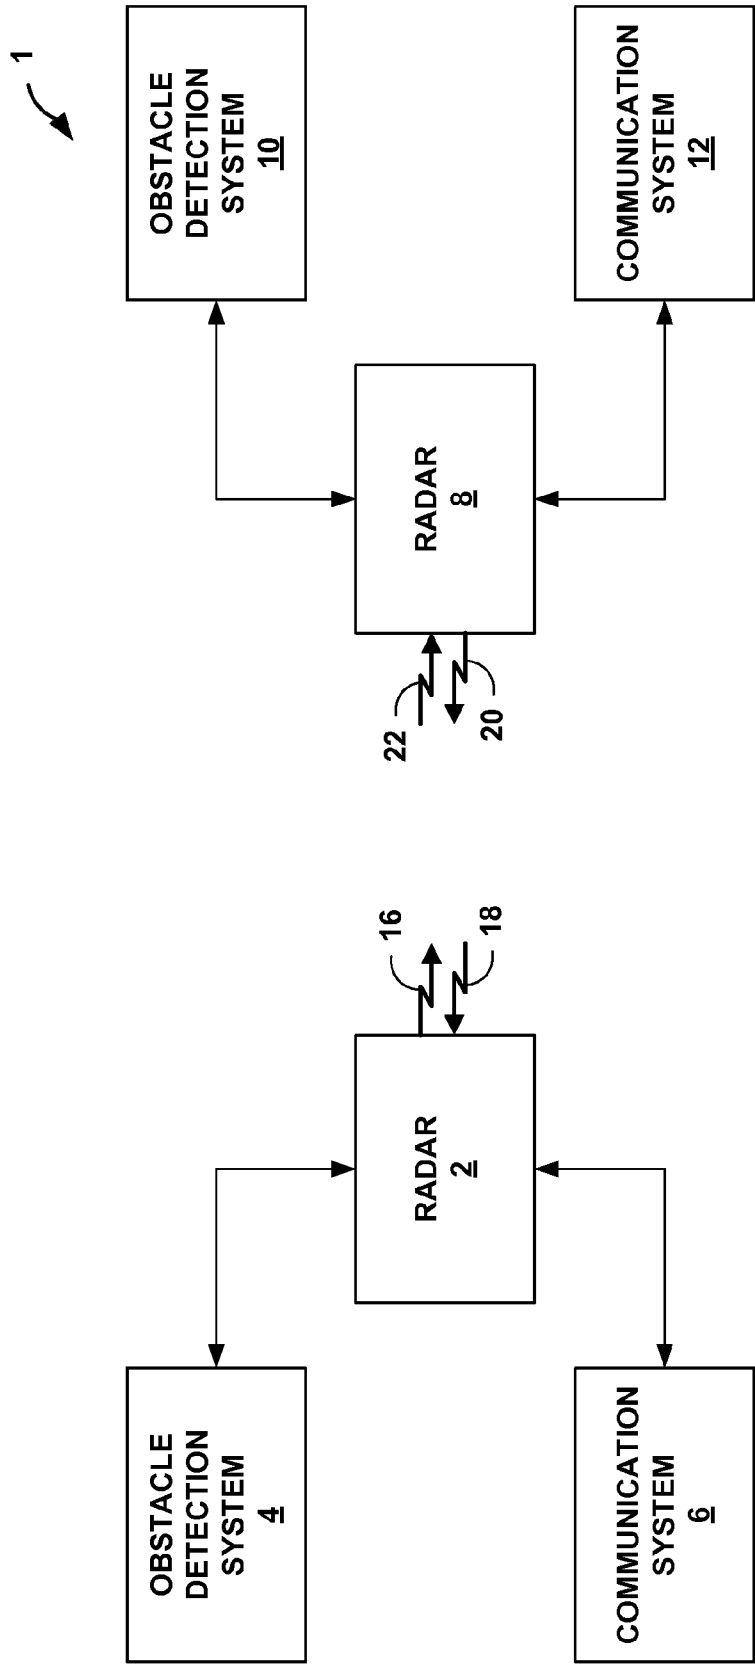 1
OBSTACLE
DETECTION
SYSTEM
4
OBSTACLE
DETECTION
SYSTEM
10
RADAR
2
16
18
22
20
RADAR
8
COMMUNICATION
SYSTEM
6
COMMUNICATION
SYSTEM
12